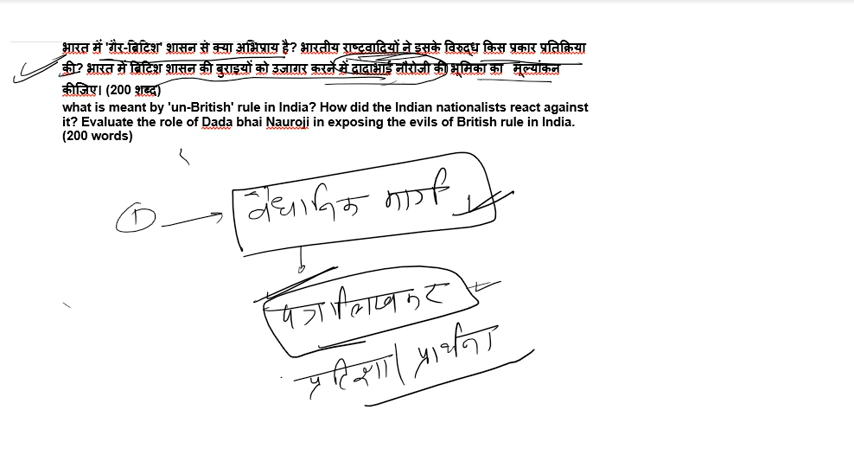 भारत में 'गैर-ब्रिटिश' शासन से क्या अभिप्राय है? भारतीय राष्ट्रवादियों ने इसके विरुद्ध किस प्रकार प्रतिक्रिया
की? भारत में ब्रिटिश शासन की बुराइयों को उजागर करने में दादाभाई नौरोजी की भूमिका का मूल्यांकन
कीजिए। (200 शब्द)
what is meant by 'un-British' rule in India? How did the Indian nationalists react against
it? Evaluate the role of Dada bhai Nauroji in exposing the evils of British rule in India.
(200 words)
① वैधानिक मार्ग
पत्र लिखकर
प्रार्थना